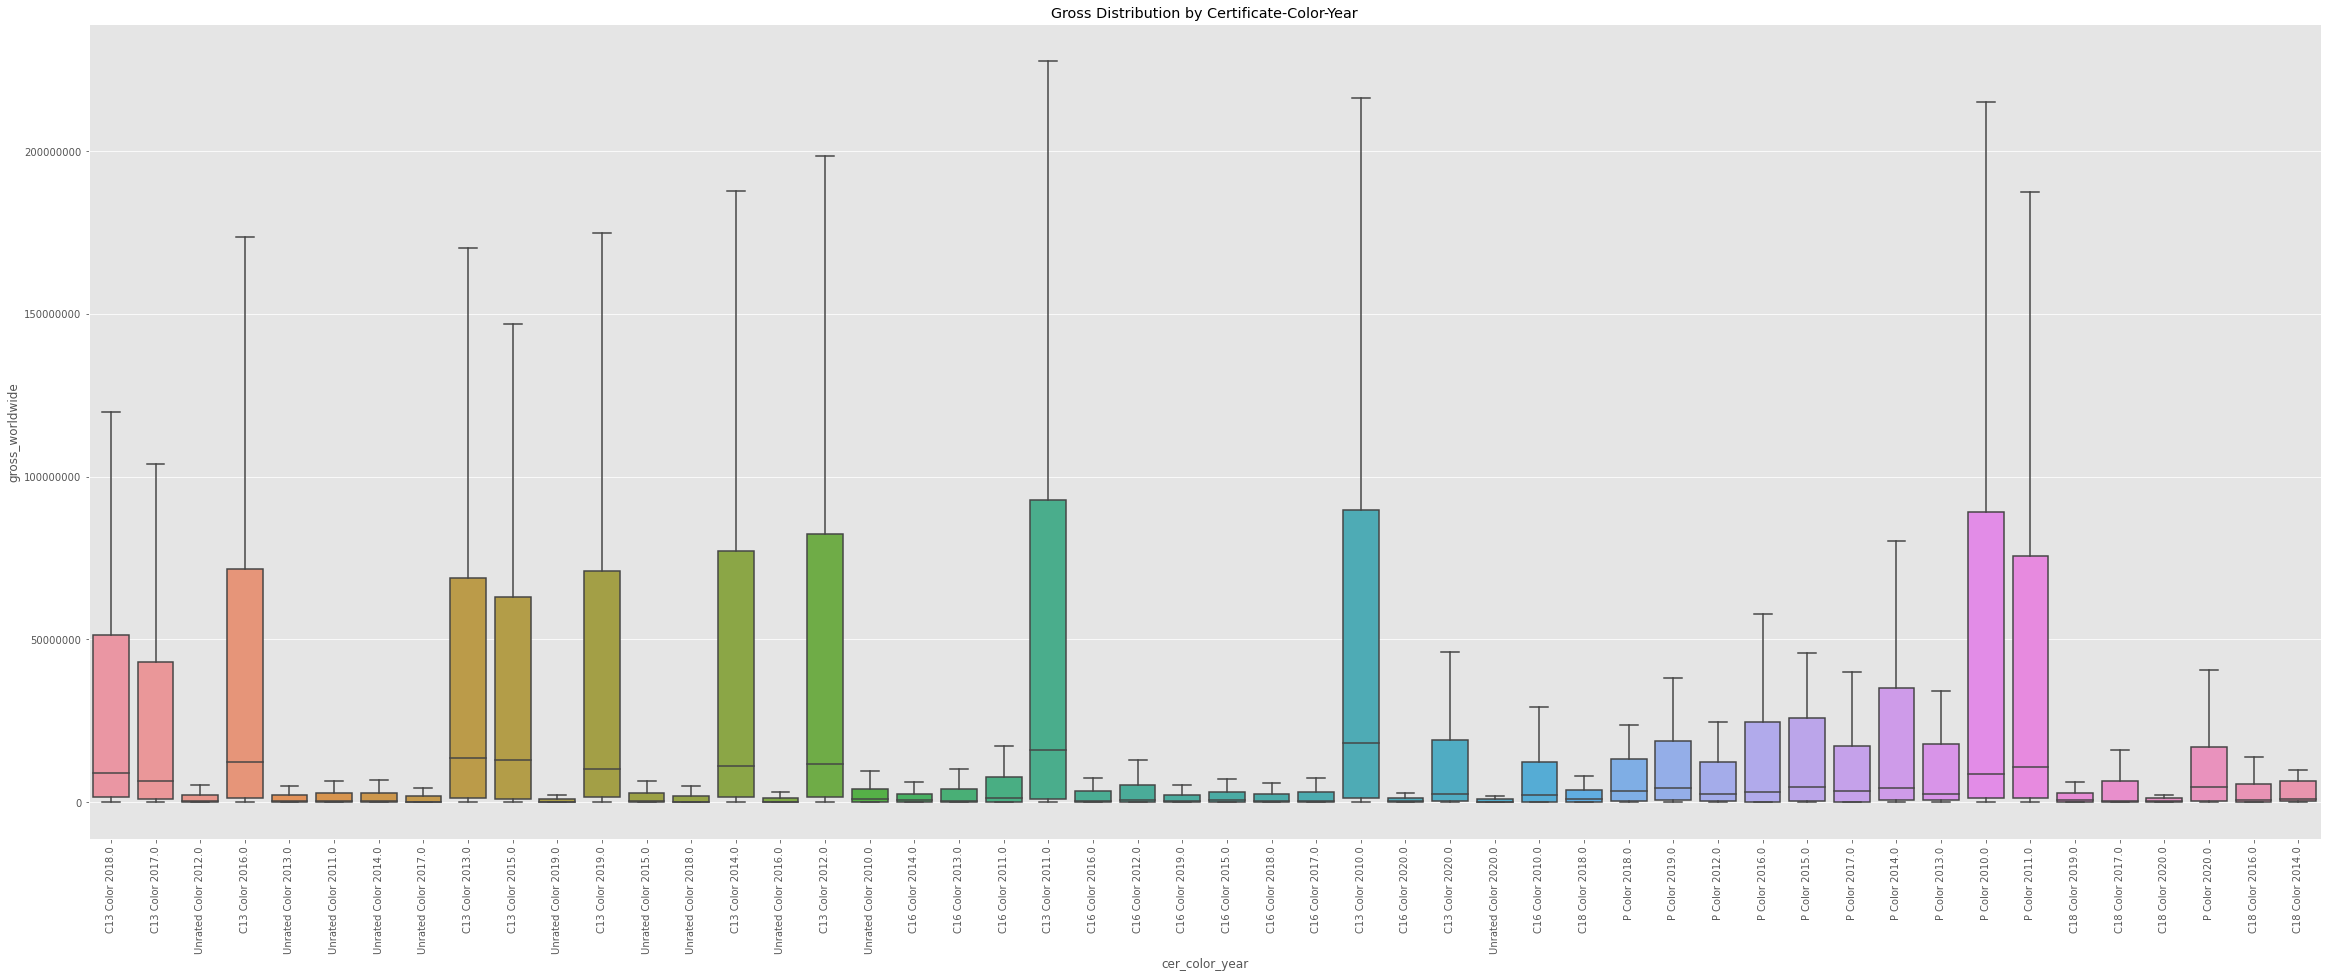 Gross Distribution by Certificate-Color-Year
gross_worldwide
200000000
150000000
100000000
50000000
0
C13 Color 2018.0
C13 Color 2017.0
Unrated Color 2012.0
C13 Color 2016.0
Unrated Color 2013.0
Unrated Color 2011.0
Unrated Color 2014.0
Unrated Color 2017.0
C13 Color 2013.0
C13 Color 2015.0
Unrated Color 2019.0
C13 Color 2019.0
Unrated Color 2015.0
Unrated Color 2018.0
C13 Color 2014.0
Unrated Color 2016.0
C13 Color 2012.0
Unrated Color 2010.0
C16 Color 2014.0
C16 Color 2013.0
C16 Color 2011.0
C13 Color 2011.0
C16 Color 2016.0
C16 Color 2012.0
C16 Color 2019.0
C16 Color 2015.0
C16 Color 2018.0
C16 Color 2017.0
C13 Color 2010.0
C16 Color 2020.0
C13 Color 2020.0
Unrated Color 2020.0
C16 Color 2010.0
C18 Color 2018.0
P Color 2018.0
P Color 2019.0
P Color 2012.0
P Color 2016.0
P Color 2015.0
P Color 2017.0
P Color 2014.0
P Color 2013.0
P Color 2010.0
P Color 2011.0
C18 Color 2019.0
C18 Color 2017.0
C18 Color 2020.0
P Color 2020.0
C18 Color 2016.0
C18 Color 2014.0
cer_color_year